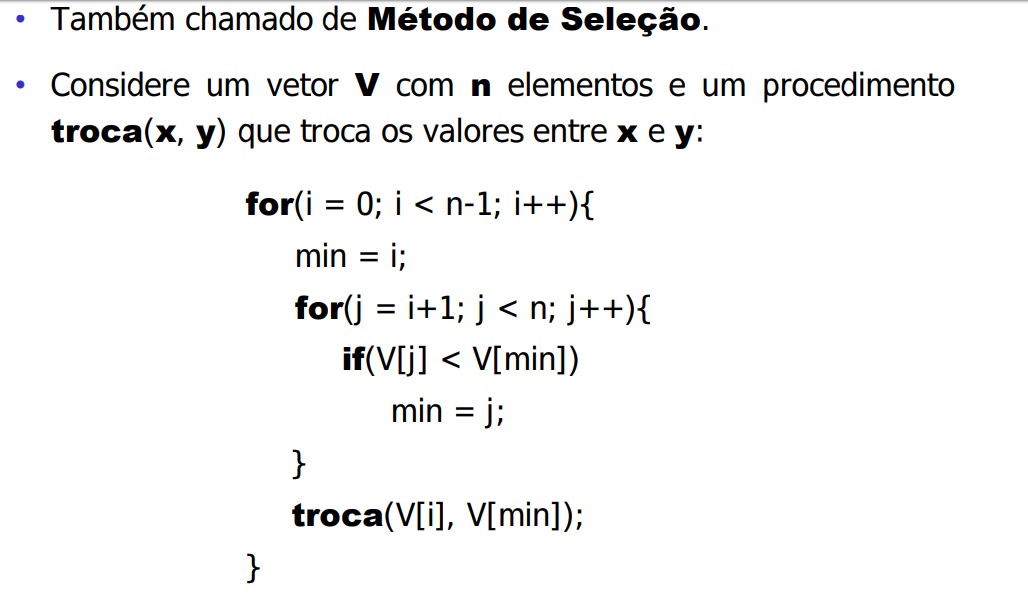 • Também chamado de Método de Seleção.
• Considere um vetor V com n elementos e um procedimento
troca(x, y) que troca os valores entre x e y:
for(i = 0; i < n-1; i++){
min = i;
for(j = i+1; j < n; j++){
if(V[j] < V[min])
min = j;
}
troca(V[i], V[min]);
}